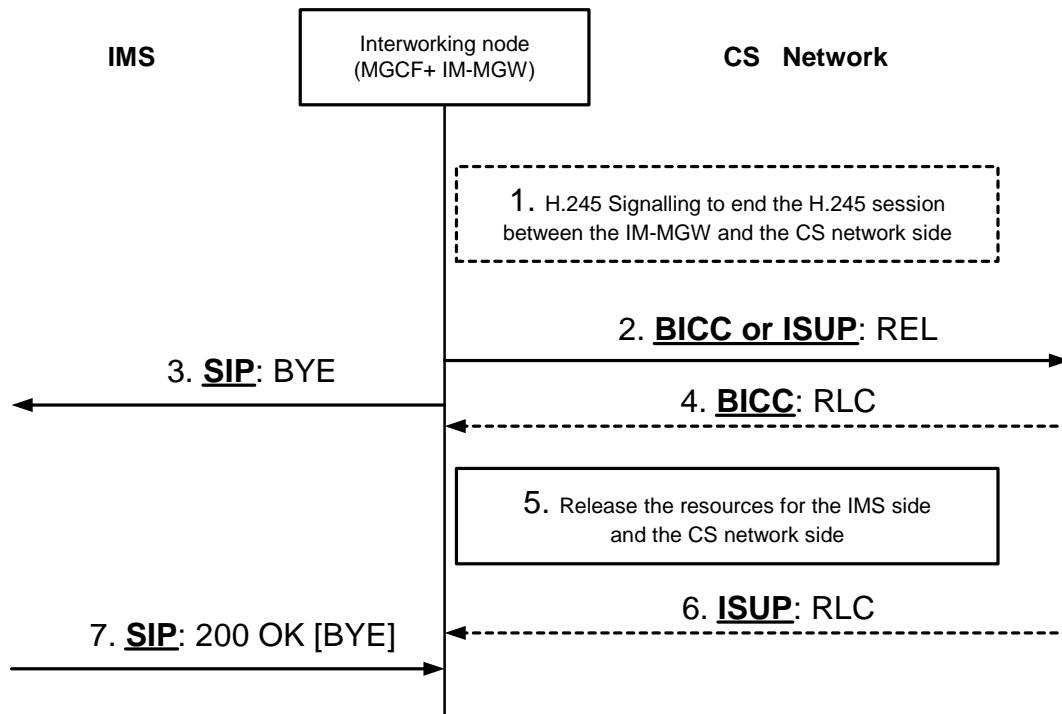 IMS
Interworking node
(MGCF+ IM-MGW)
CS Network
1. H.245 Signalling to end the H.245 session
between the IM-MGW and the CS network side
2. BICC or ISUP: REL
3. SIP: BYE
4. BICC: RLC
5. Release the resources for the IMS side
and the CS network side
6. ISUP: RLC
7. SIP: 200 OK [BYE]